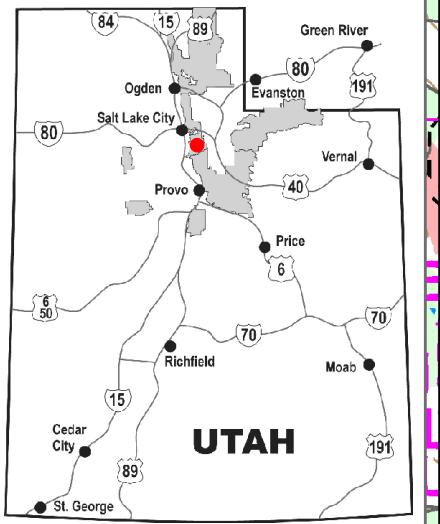 84
15
89
Green River
80
191
Ogden
Evanston
Salt Lake City
80
Vernal
40
Provo
Price
6
6
50
70
70
Richfield
Moab
15
UTAH
Cedar
City
191
89
St. George